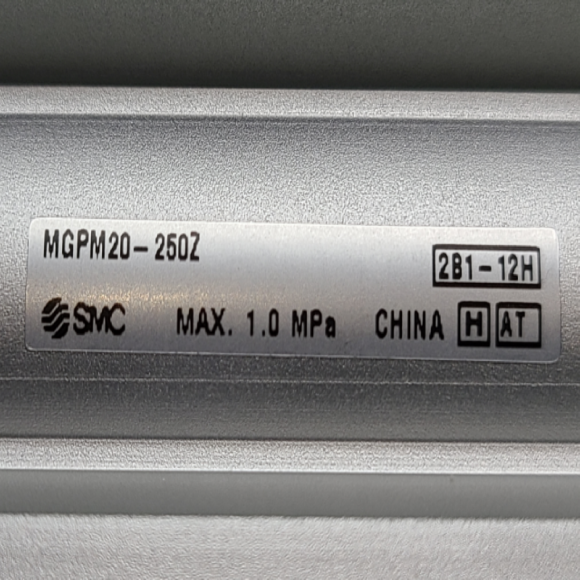 MGPM20-250Z
2B1-12H
SMC MAX. 1.0 MPa CHINA H AT